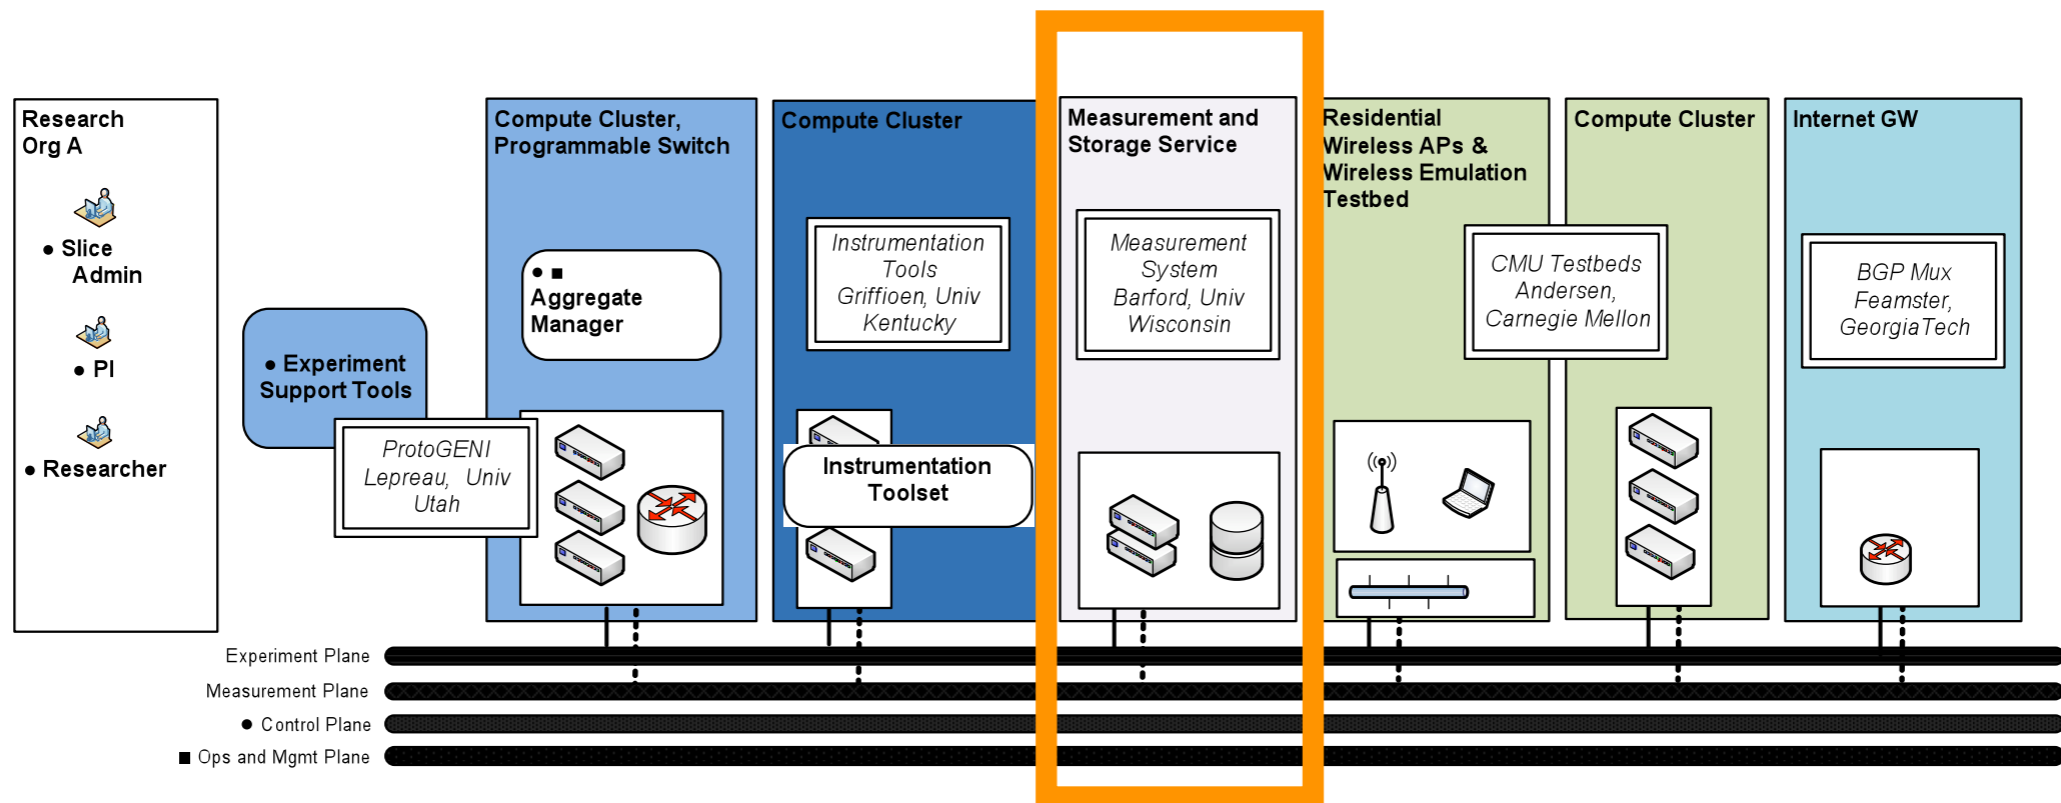 Research
Org A
● Slice
Admin
● PI
● Researcher
● Experiment
Support Tools
ProtoGENI
Lepreau, Univ
Utah
Compute Cluster,
Programmable Switch
● ■
Aggregate
Manager
Compute Cluster
Instrumentation
Tools
Griffioen, Univ
Kentucky
Instrumentation
Toolset
Measurement and
Storage Service
Measurement
System
Barford, Univ
Wisconsin
Residential
Wireless APs &
Wireless Emulation
Testbed
CMU Testbeds
Andersen,
Carnegie Mellon
Compute Cluster
Internet GW
BGP Mux
Feamster,
GeorgiaTech
Experiment Plane
Measurement Plane
● Control Plane
■ Ops and Mgmt Plane